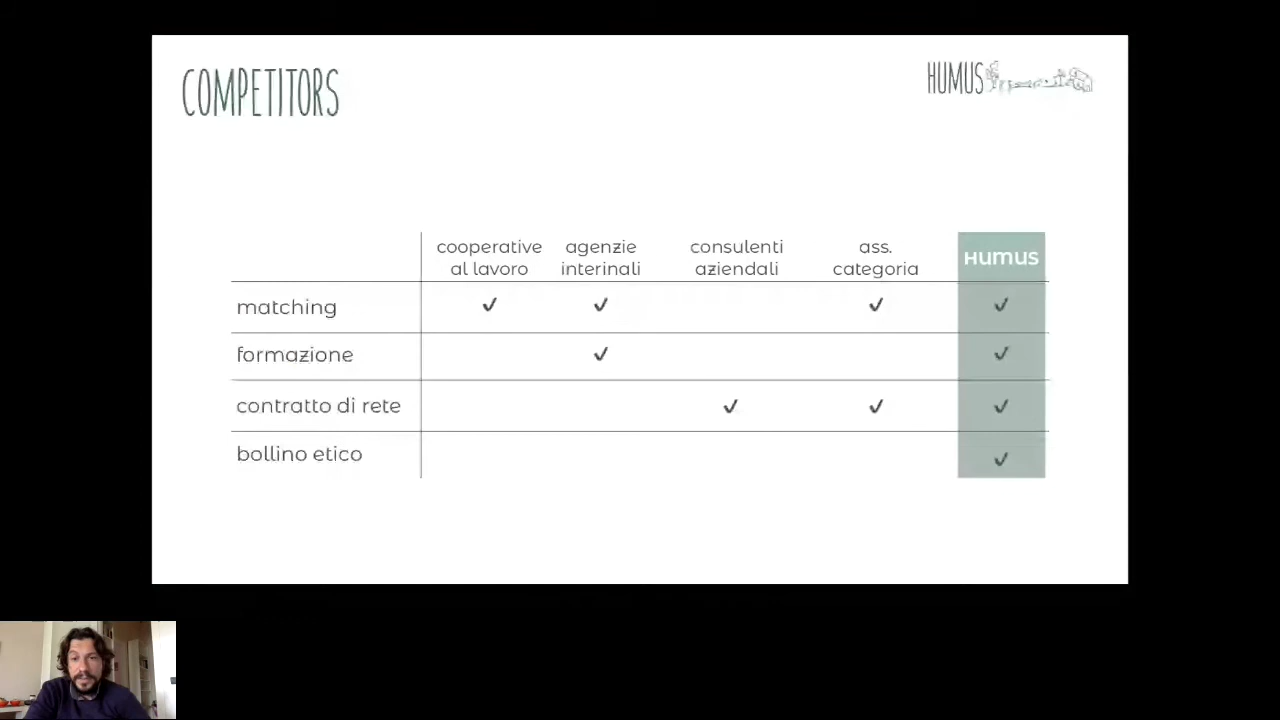 COMPETITORS
HUMUS
cooperative al lavoro
agenzie interinali
consulenti aziendali
ass. categoria
HUMUS
matching ✓ ✓ ✓ ✓
formazione ✓ ✓
contratto di rete ✓ ✓ ✓
bollino etico ✓